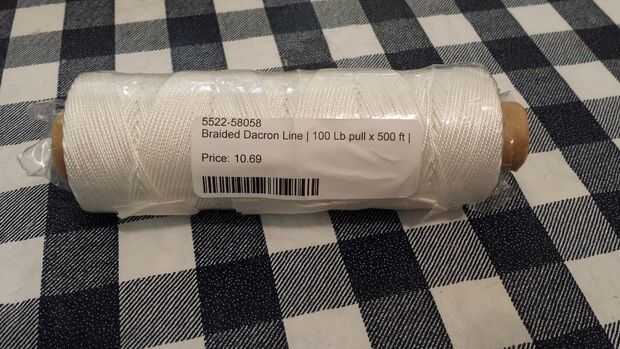 5522-58058
Braided Dacron Line | 100 Lb pull x 500 ft |
Price: 10.69